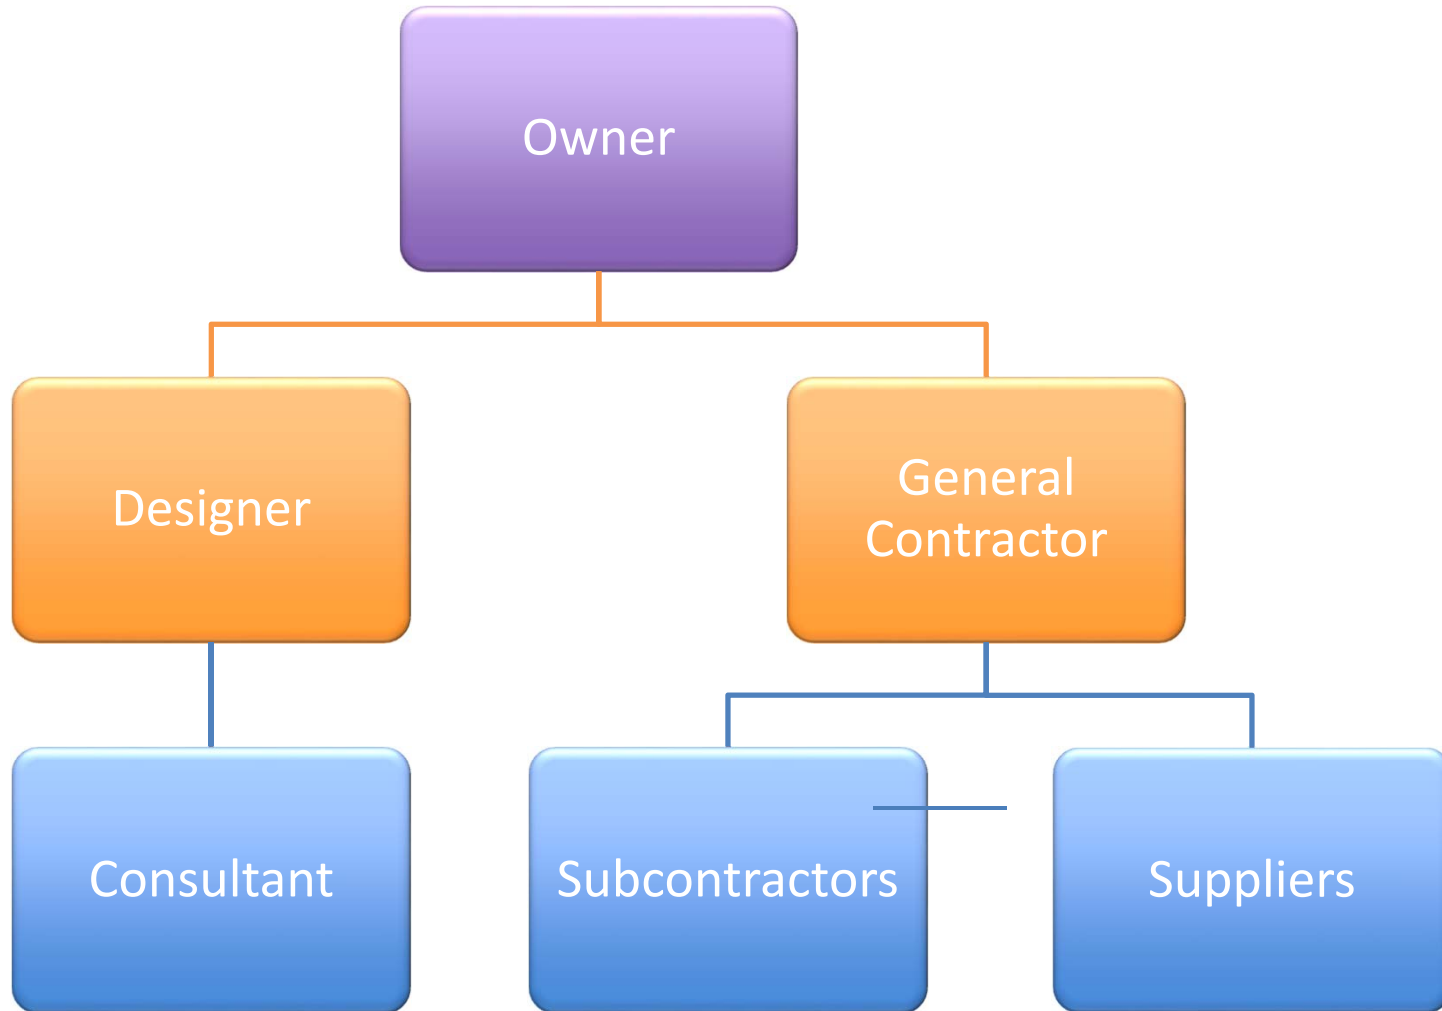 Owner
Designer
General
Contractor
Consultant
Subcontractors
Suppliers